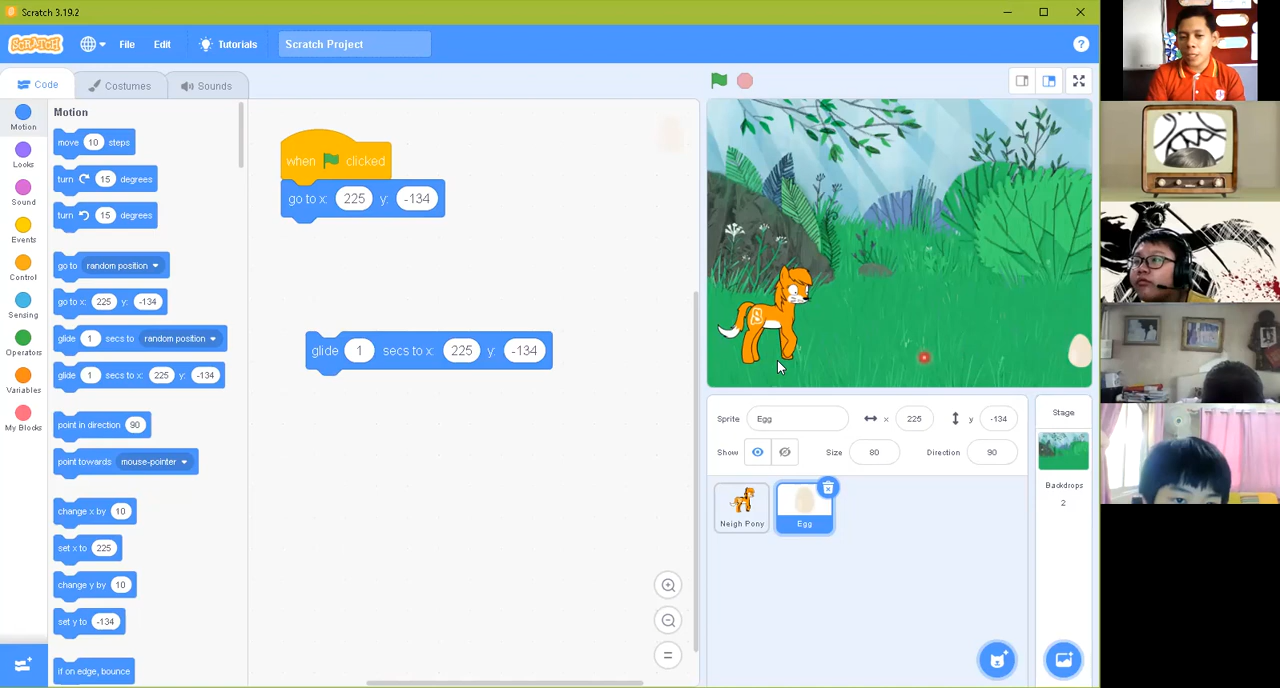 Scratch 3.19.2
SCRATCH
File Edit Tutorials Scratch Project ?
Code Costumes Sounds
Motion
Looks
Sound
Events
Control
Sensing
Operators
Variables
My Blocks
Motion
move 10 steps
turn 15 degrees
turn 15 degrees
go to random position
go to x: 225 y: -134
glide 1 secs to random position
glide 1 secs to x: 225 y: -134
point in direction 90
point towards mouse-pointer
change x by 10
set x to 225
change y by 10
set y to -134
if on edge, bounce
when clicked
go to x: 225 y: -134
glide 1 secs to x: 225 y: -134
Sprite Egg x 225 y -134
Show Size 80 Direction 90
Neigh Pony
Egg
Stage
Backdrops
2